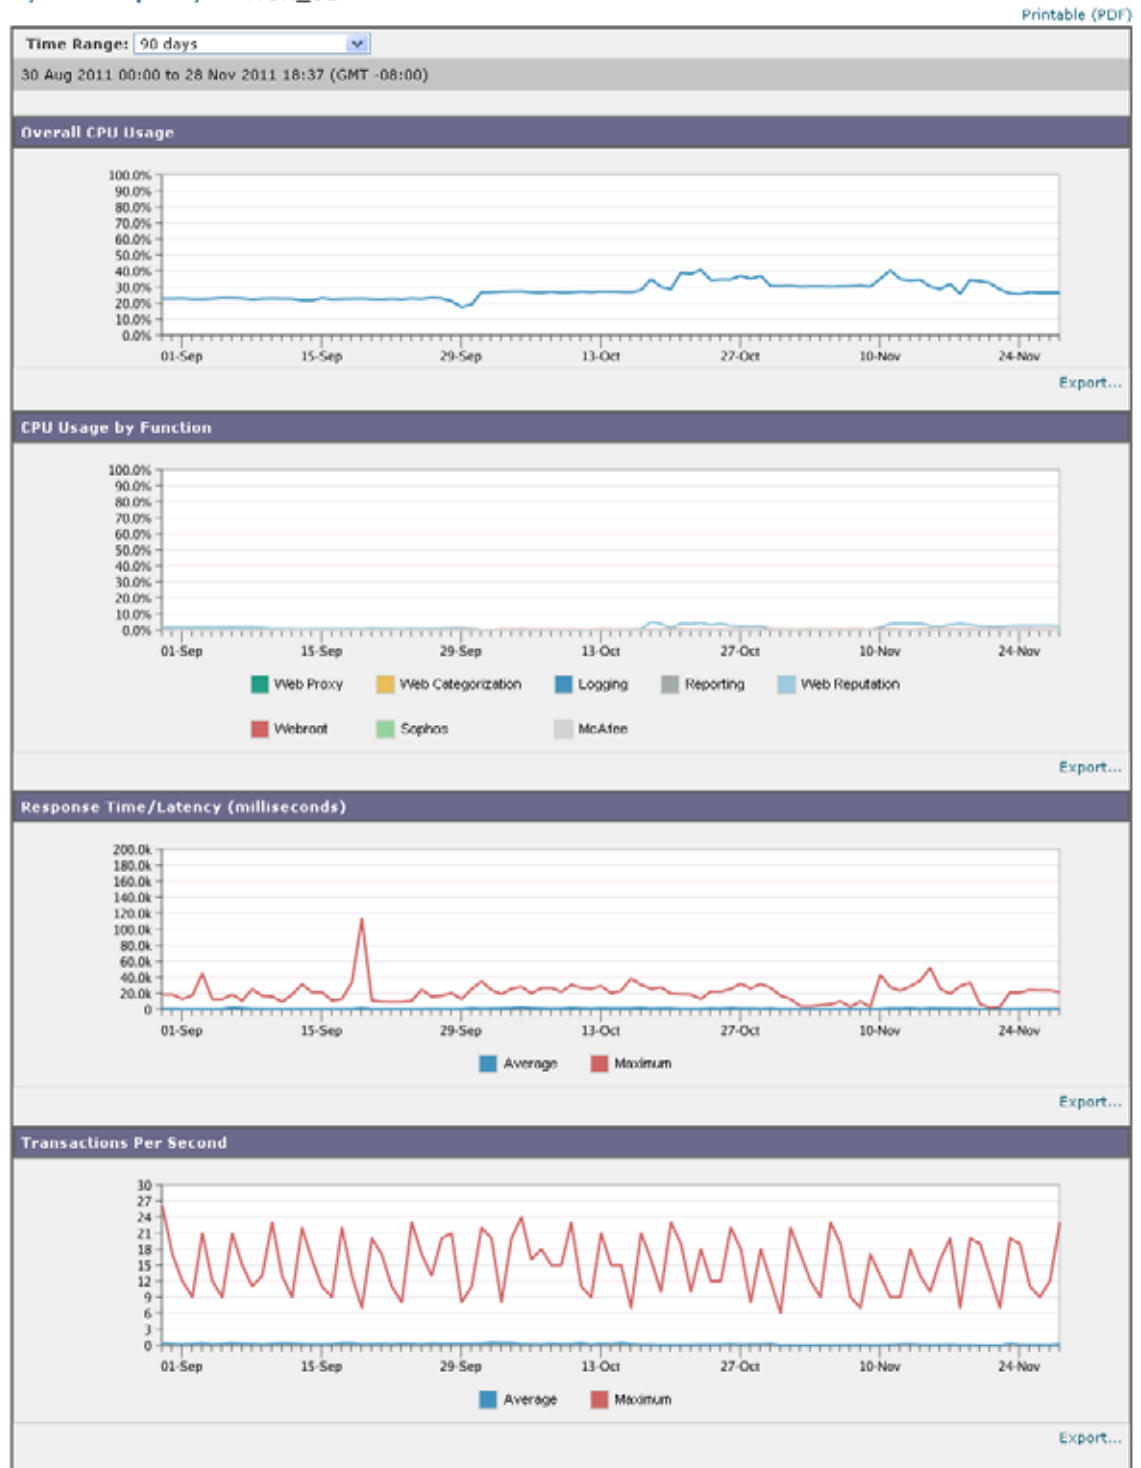 Printable (PDF)
Time Range: 90 days
30 Aug 2011 00:00 to 28 Nov 2011 18:37 (GMT -08:00)
Overall CPU Usage
100.0%
90.0%
80.0%
70.0%
60.0%
50.0%
40.0%
30.0%
20.0%
10.0%
0.0%
01-Sep 15-Sep 29-Sep 13-Oct 27-Oct 10-Nov 24-Nov
Export...
CPU Usage by Function
100.0%
90.0%
80.0%
70.0%
60.0%
50.0%
40.0%
30.0%
20.0%
10.0%
0.0%
01-Sep 15-Sep 29-Sep 13-Oct 27-Oct 10-Nov 24-Nov
Web Proxy Web Categorization Logging Reporting Web Reputation
Webroot Sophos McAfee
Export...
Response Time/Latency (milliseconds)
200.0k
180.0k
160.0k
140.0k
120.0k
100.0k
80.0k
60.0k
40.0k
20.0k
0
01-Sep 15-Sep 29-Sep 13-Oct 27-Oct 10-Nov 24-Nov
Average Maximum
Export...
Transactions Per Second
30
27
24
21
18
15
12
9
6
3
0
01-Sep 15-Sep 29-Sep 13-Oct 27-Oct 10-Nov 24-Nov
Average Maximum
Export...